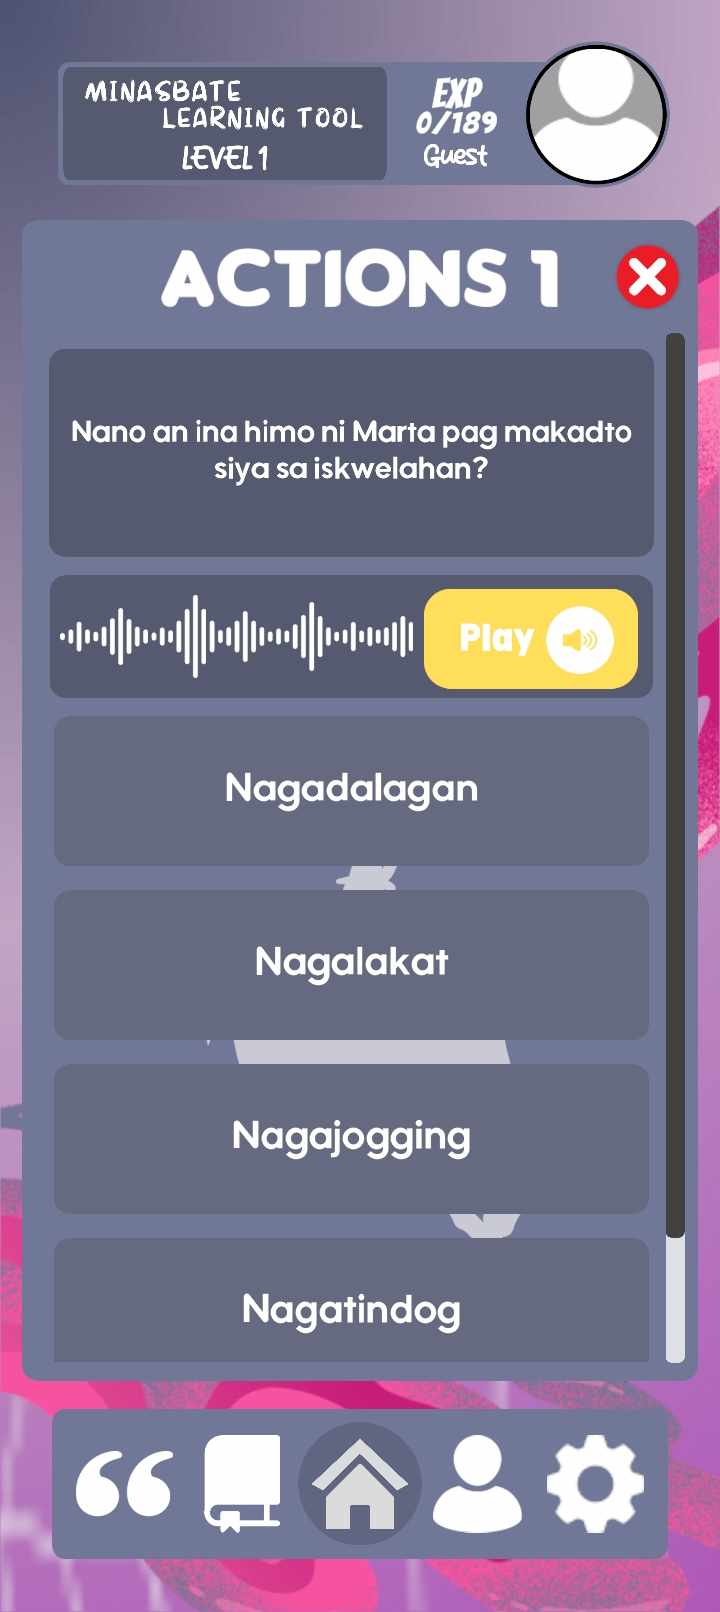 MINASBATE
LEARNING TOOL
LEVEL 1
EXP
0/189
Guest
ACTIONS 1
Nano an ina himo ni Marta pag makadto
siya sa iskwelahan?
Play
Nagadalagan
Nagalakat
Nagajogging
Nagatindog